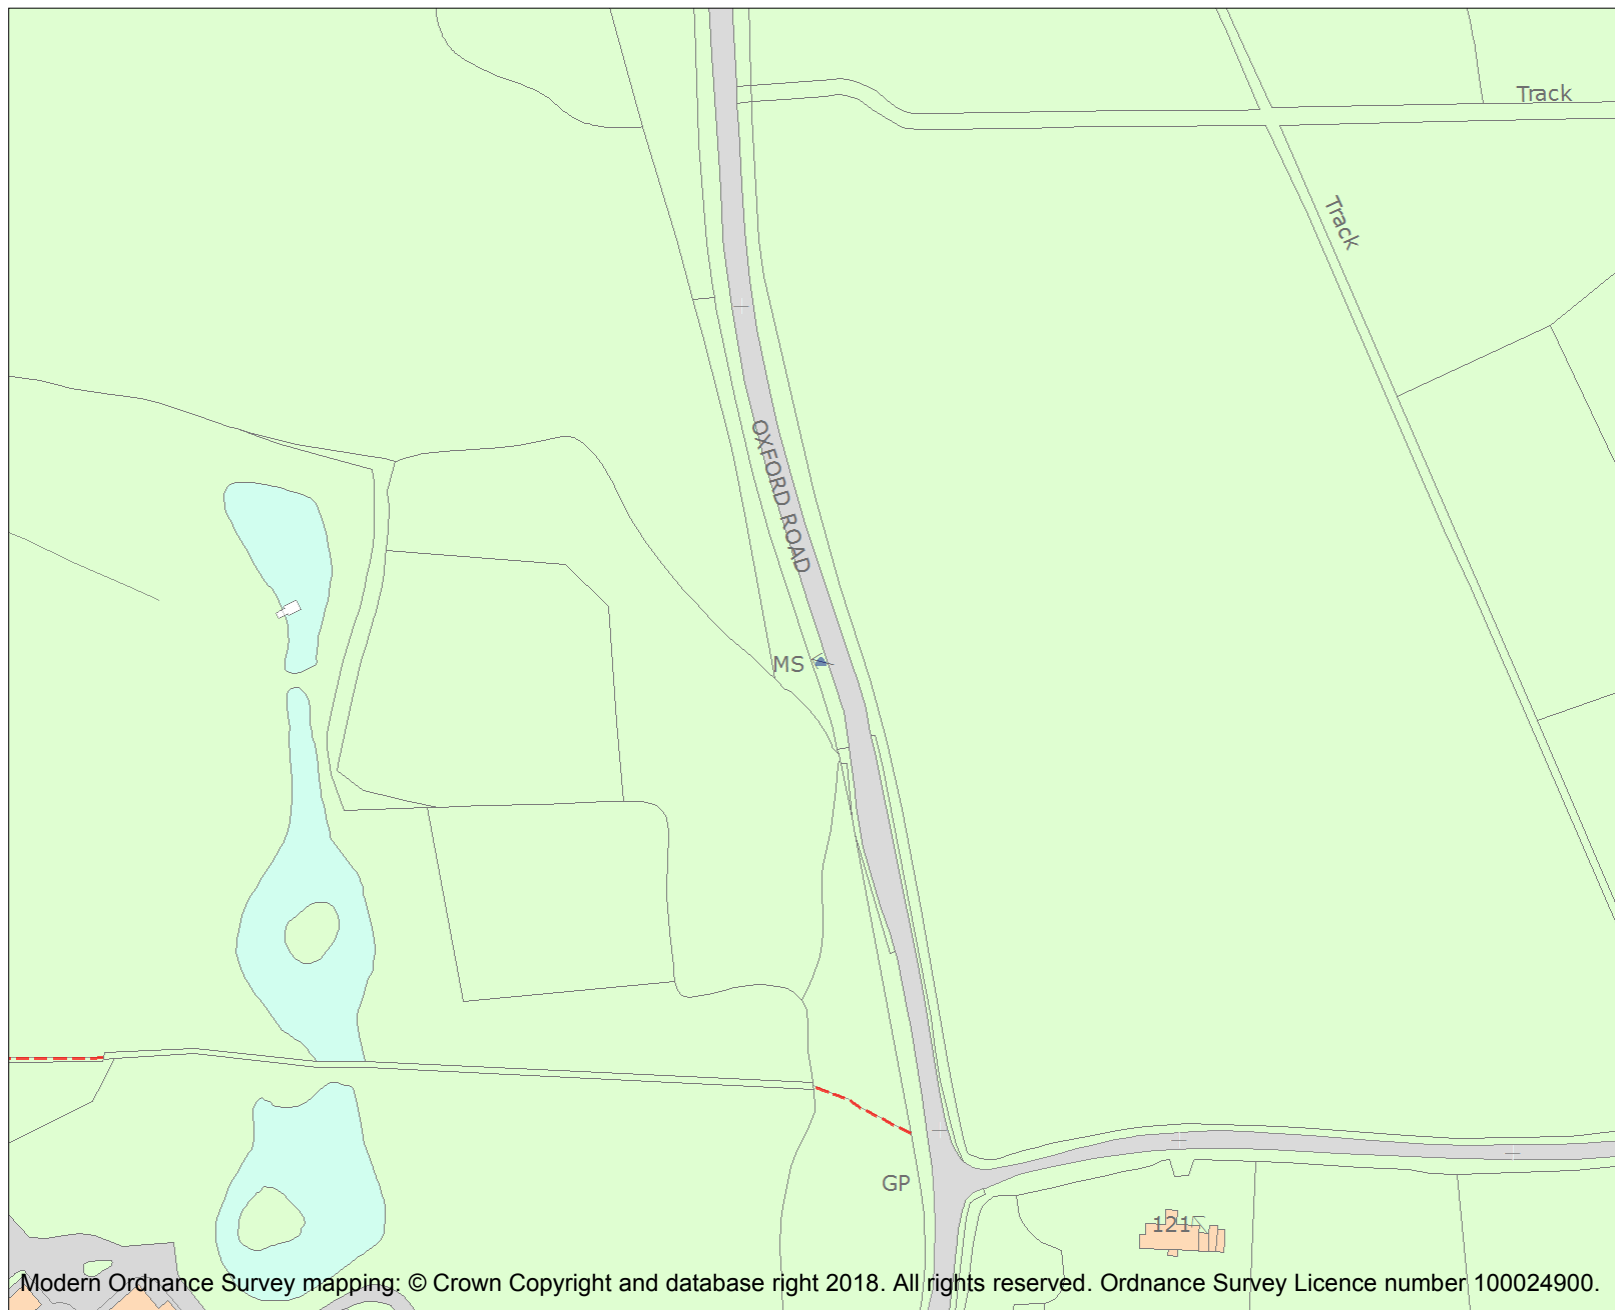 Track
Track
OXFORD ROAD
MS
GP
121
Modern Ordnance Survey mapping: © Crown Copyright and database right 2018. All rights reserved. Ordnance Survey Licence number 100024900.